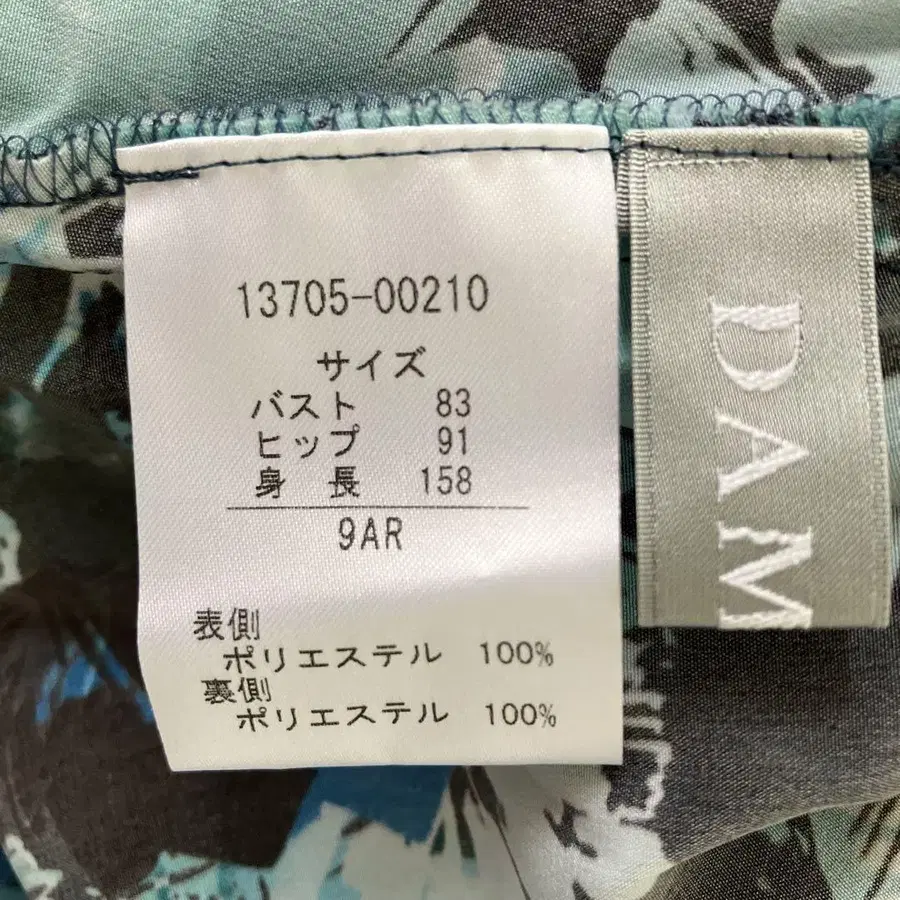 13705-00210
サイズ
バスト 83
ヒップ 91
身長 158
9AR
表側
ポリエステル 100%
裏側
ポリエステル 100%
DAM